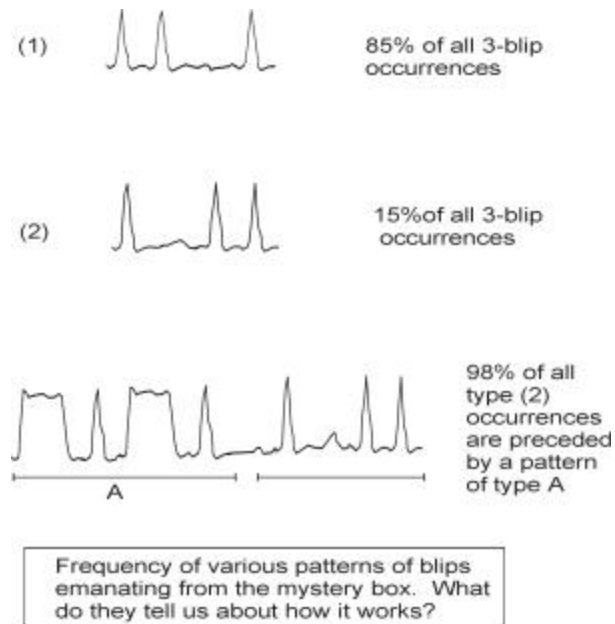 (1)
85% of all 3-blip
occurrences
(2)
15%of all 3-blip
occurrences
98% of all
type (2)
occurrences
are preceded
by a pattern
of type A
A
Frequency of various patterns of blips
emanating from the mystery box. What
do they tell us about how it works?